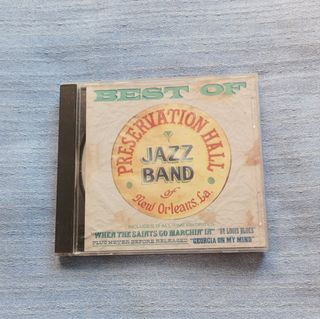 BEST OF
PRESERVATION HALL
JAZZ
BAND
of
New Orleans, La.
INCLUDES 13 ALL-TIME FAVORITES
"WHEN THE SAINTS GO MARCHIN' IN" "ST. LOUIS BLUES"
PLUS NEVER BEFORE RELEASED "GEORGIA ON MY MIND"